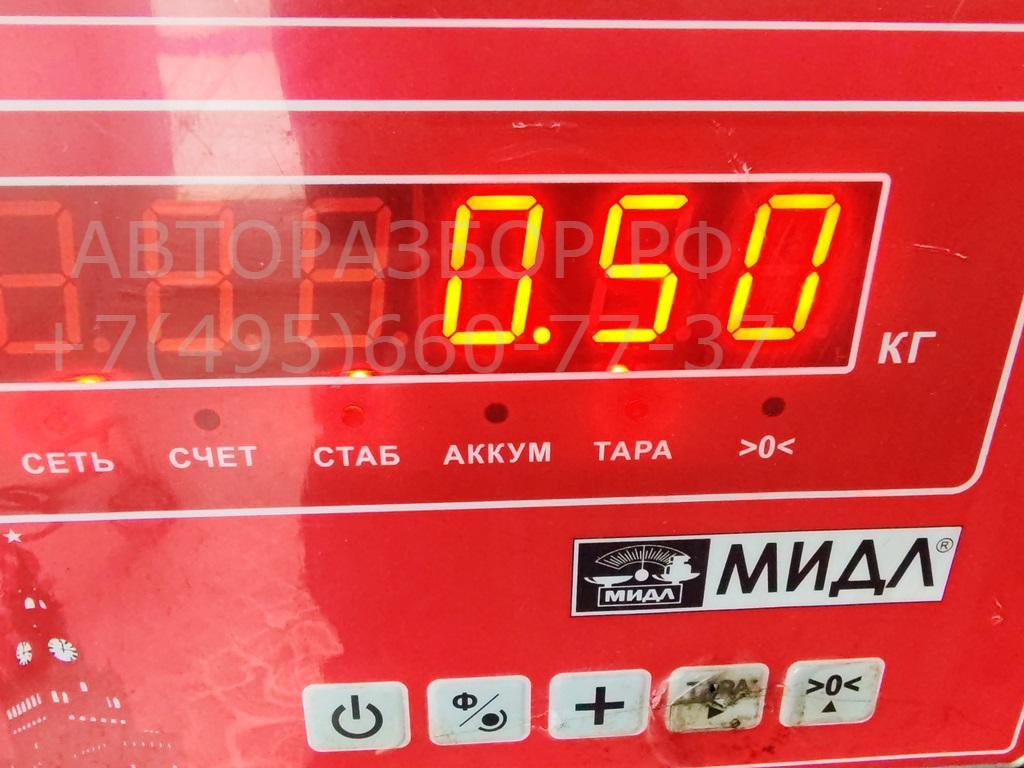 АВТОРАЗБОР.РФ
0.50
+7(495)660-77-37
КГ
СЕТЬ СЧЕТ СТАБ АККУМ ТАРА >0<
МИДЛ МИДЛ®
Ф ТАРА >0<